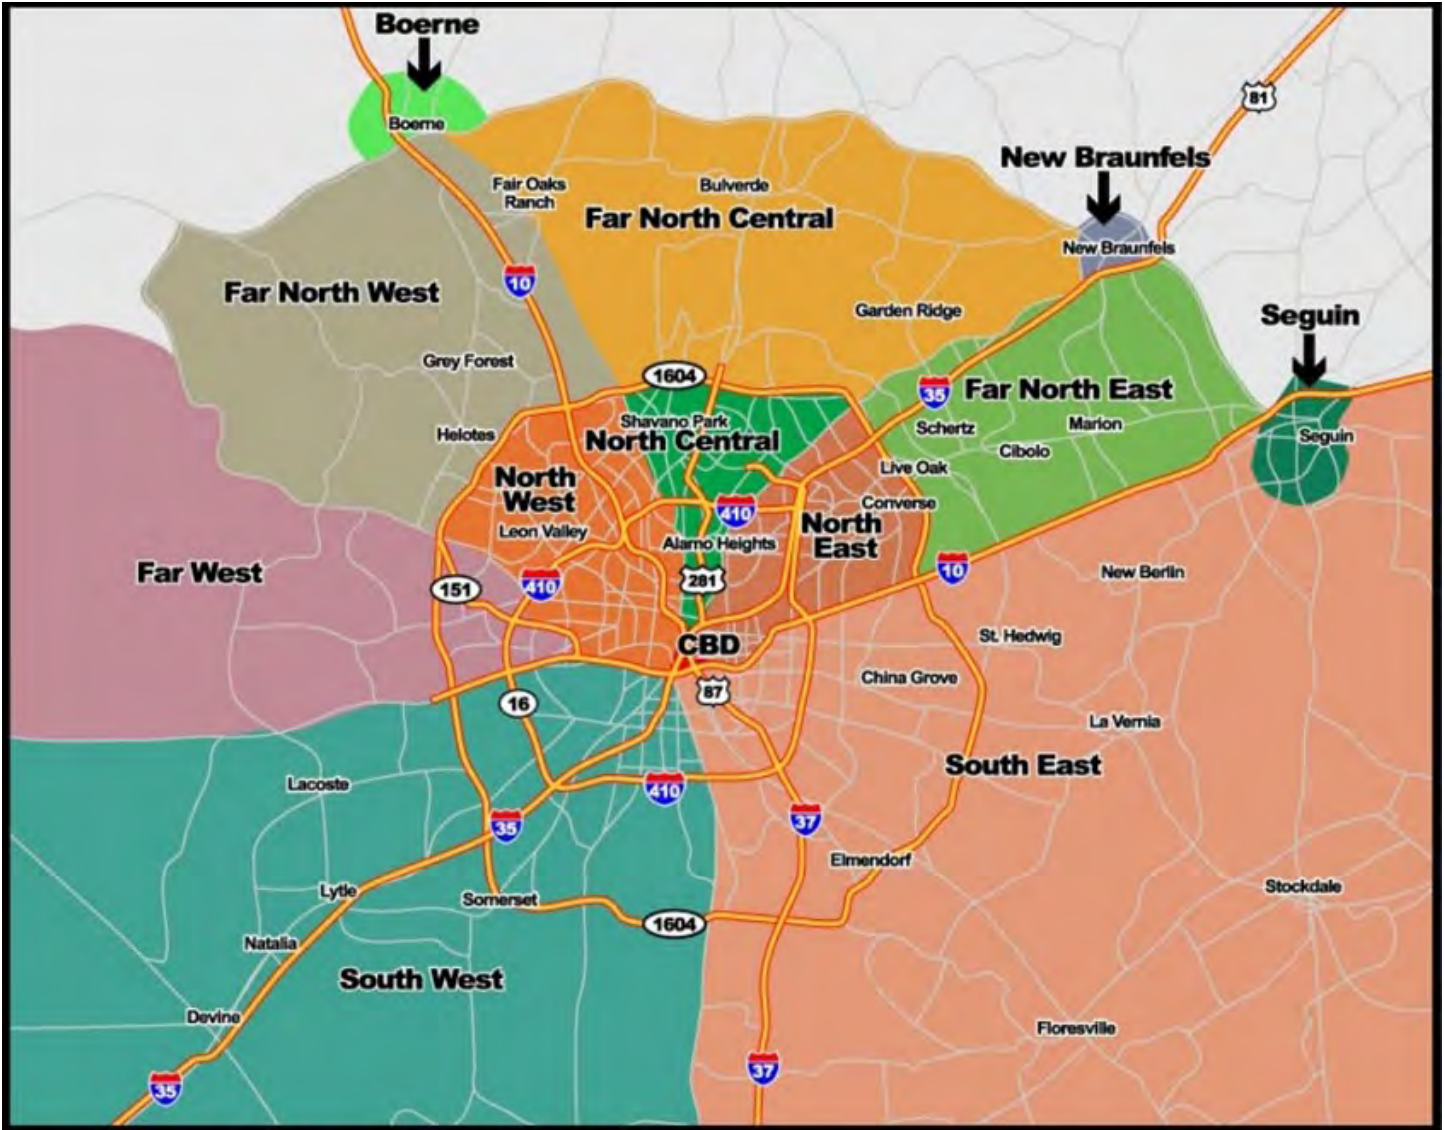 Boerne
Boerne
81
New Braunfels
Fair Oaks
Ranch
Bulverde
Far North Central
New Braunfels
10
Far North West
Garden Ridge
Seguin
Grey Forest
1604
35
Far North East
Shavano Park
North Central
Helotes
Schertz
Marion
Seguin
Cibolo
North
West
Live Oak
Converse
410
North
East
Leon Valley
Alamo Heights
Far West
151
410
281
10
New Berlin
CBD
St. Hedwig
87
China Grove
16
La Vernia
South East
Lacoste
410
35
37
Elmendorf
Lytle
Somerset
Stockdale
1604
Natalia
South West
Devine
Floresville
35
37